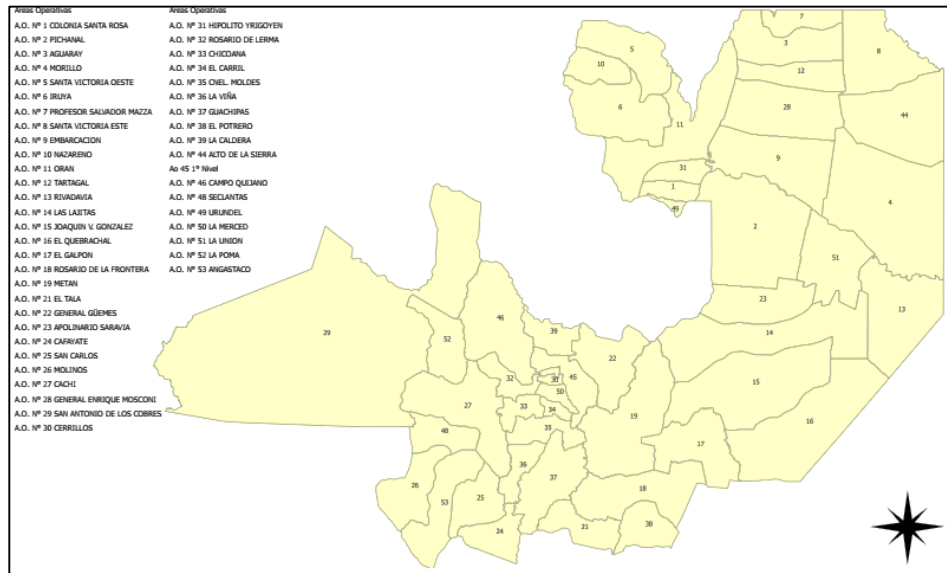 Areas Operativas
A.O. Nº 1 COLONIA SANTA ROSA
A.O. Nº 2 PICHANAL
A.O. Nº 3 AGUARAY
A.O. Nº 4 MORILLO
A.O. Nº 5 SANTA VICTORIA OESTE
A.O. Nº 6 IRUYA
A.O. Nº 7 PROFESOR SALVADOR MAZZA
A.O. Nº 8 SANTA VICTORIA ESTE
A.O. Nº 9 EMBARCACION
A.O. Nº 10 NAZARENO
A.O. Nº 11 ORAN
A.O. Nº 12 TARTAGAL
A.O. Nº 13 RIVADAVIA
A.O. Nº 14 LAS LAJITAS
A.O. Nº 15 JOAQUIN V. GONZALEZ
A.O. Nº 16 EL QUEBRACHAL
A.O. Nº 17 EL GALPON
A.O. Nº 18 ROSARIO DE LA FRONTERA
A.O. Nº 19 METAN
A.O. Nº 21 EL TALA
A.O. Nº 22 GENERAL GÜEMES
A.O. Nº 23 APOLINARIO SARAVIA
A.O. Nº 24 CAFAYATE
A.O. Nº 25 SAN CARLOS
A.O. Nº 26 MOLINOS
A.O. Nº 27 CACHI
A.O. Nº 28 GENERAL ENRIQUE MOSCONI
A.O. Nº 29 SAN ANTONIO DE LOS COBRES
A.O. Nº 30 CERRILLOS
Areas Operativas
A.O. Nº 31 HIPOLITO YRIGOYEN
A.O. Nº 32 ROSARIO DE LERMA
A.O. Nº 33 CHICOANA
A.O. Nº 34 EL CARRIL
A.O. Nº 35 CNEL. MOLDES
A.O. Nº 36 LA VIÑA
A.O. Nº 37 GUACHIPAS
A.O. Nº 38 EL POTRERO
A.O. Nº 39 LA CALDERA
A.O. Nº 44 ALTO DE LA SIERRA
Ao 45 1º Nivel
A.O. Nº 46 CAMPO QUIJANO
A.O. Nº 48 SECLANTAS
A.O. Nº 49 URUNDEL
A.O. Nº 50 LA MERCED
A.O. Nº 51 LA UNION
A.O. Nº 52 LA POMA
A.O. Nº 53 ANGASTACO
7
5
3
8
10
12
28
44
6
11
9
31
1
4
49
2
51
23
13
29
46
14
39
52
22
32
30
45
15
50
27
33
34
19
16
35
48
17
36
37
26
18
25
53
24
21
38